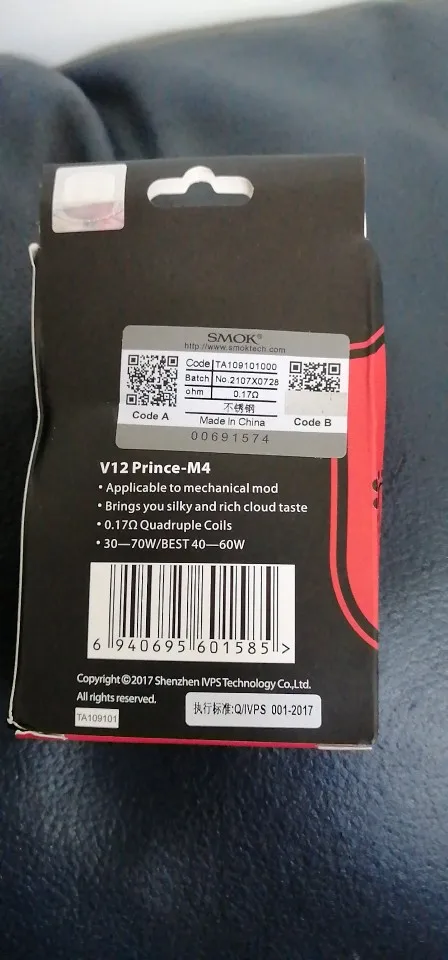 SMOK®
http://www.smoktech.com
Code TA109101000
Batch No.2107X0728
ohm 0.17Ω
不锈钢
Made in China
Code A
Code B
00691574
V12 Prince-M4
• Applicable to mechanical mod
• Brings you silky and rich cloud taste
• 0.17Ω Quadruple Coils
• 30—70W/BEST 40—60W
6 940695 601585 >
Copyright©2017 Shenzhen IVPS Technology Co.,Ltd.
All rights reserved.
TA109101
执行标准:Q/IVPS 001-2017